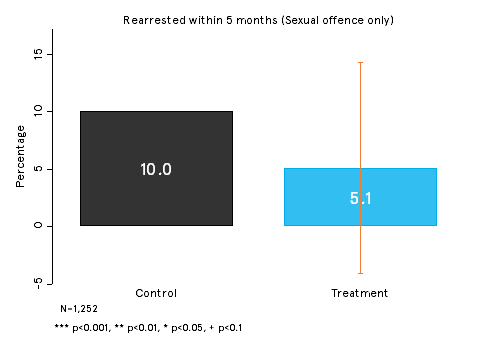 Rearrested within 5 months (Sexual offence only)
15
10
5
0
-5
Percentage
10.0
5.1
Control
Treatment
N-1,252
*** p<0.001, ** p<0.01, * p<0.05, + p<0.1